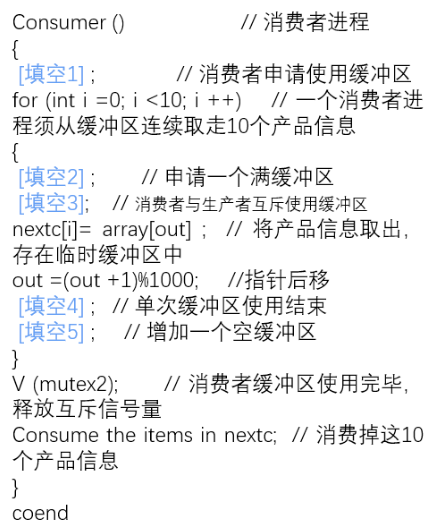 Consumer () // 消费者进程
{
[填空1] ; // 消费者申请使用缓冲区
for (int i =0; i <10; i ++) // 一个消费者进
程须从缓冲区连续取走10个产品信息
{
[填空2] ; // 申请一个满缓冲区
[填空3]; // 消费者与生产者互斥使用缓冲区
nextc[i]= array[out] ; // 将产品信息取出，
存在临时缓冲区中
out =(out +1)%1000; //指针后移
[填空4] ; // 单次缓冲区使用结束
[填空5] ; // 增加一个空缓冲区
}
V (mutex2); // 消费者缓冲区使用完毕，
释放互斥信号量
Consume the items in nextc; // 消费掉这10
个产品信息
}
coend